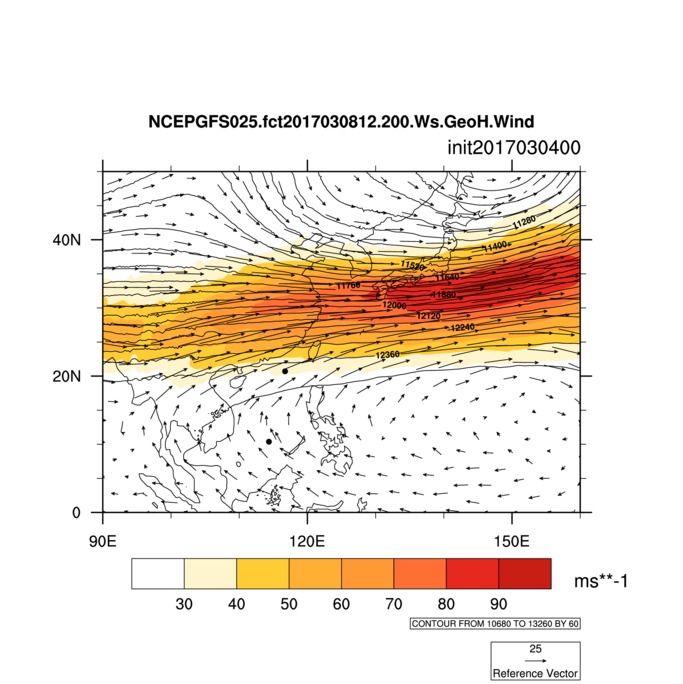 NCEPGFS025.fct2017030812.200.Ws.GeoH.Wind
init2017030400
11280
40N
11400
11520
11640
11760
11880
12000
12120
12240
12360
20N
0
90E 120E 150E
30 40 50 60 70 80 90
ms**-1
CONTOUR FROM 10680 TO 13260 BY 60
25
Reference Vector